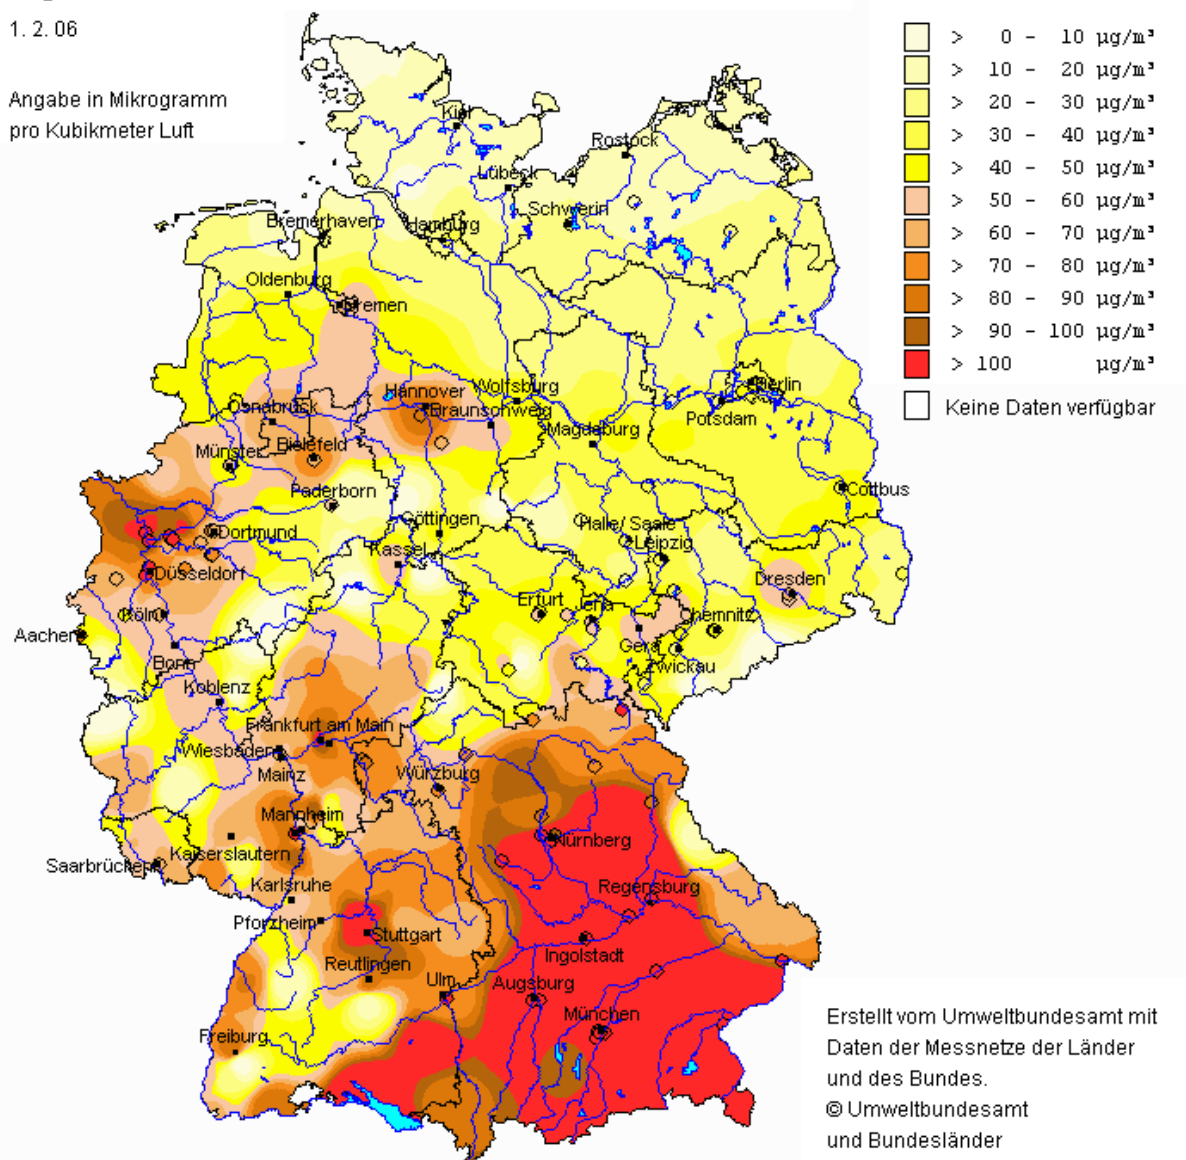 1. 2. 06
Angabe in Mikrogramm
pro Kubikmeter Luft
> 0 - 10 µg/m³
> 10 - 20 µg/m³
> 20 - 30 µg/m³
> 30 - 40 µg/m³
> 40 - 50 µg/m³
> 50 - 60 µg/m³
> 60 - 70 µg/m³
> 70 - 80 µg/m³
> 80 - 90 µg/m³
> 90 - 100 µg/m³
> 100 µg/m³
Keine Daten verfügbar
Kiel
Rostock
Lübeck
Schwerin
Bremerhaven
Hamburg
Oldenburg
Bremen
Hannover
Wolfsburg
Berlin
Osnabrück
Braunschweig
Potsdam
Magdeburg
Münster
Bielefeld
Paderborn
Cottbus
Göttingen
Halle/ Saale
Dortmund
Leipzig
Kassel
Düsseldorf
Dresden
Erfurt
Jena
Chemnitz
Köln
Aachen
Gera
Bonn
Zwickau
Koblenz
Frankfurt am Main
Wiesbaden
Mainz
Würzburg
Mannheim
Nürnberg
Kaiserslautern
Saarbrücken
Karlsruhe
Regensburg
Pforzheim
Stuttgart
Ingolstadt
Reutlingen
Ulm
Augsburg
München
Freiburg
Erstellt vom Umweltbundesamt mit
Daten der Messnetze der Länder
und des Bundes.
© Umweltbundesamt
und Bundesländer